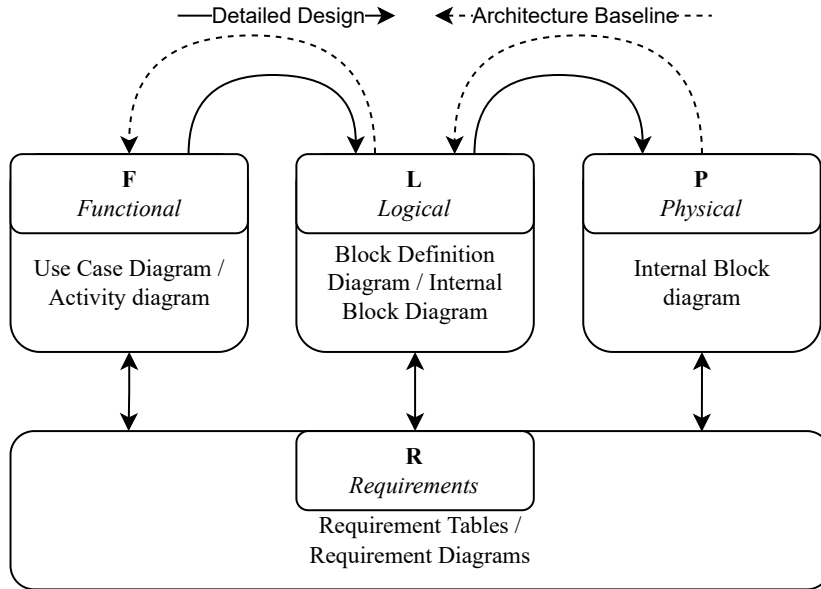 Detailed Design
Architecture Baseline
F
Functional
Use Case Diagram /
Activity diagram
L
Logical
Block Definition
Diagram / Internal
Block Diagram
P
Physical
Internal Block
diagram
R
Requirements
Requirement Tables /
Requirement Diagrams